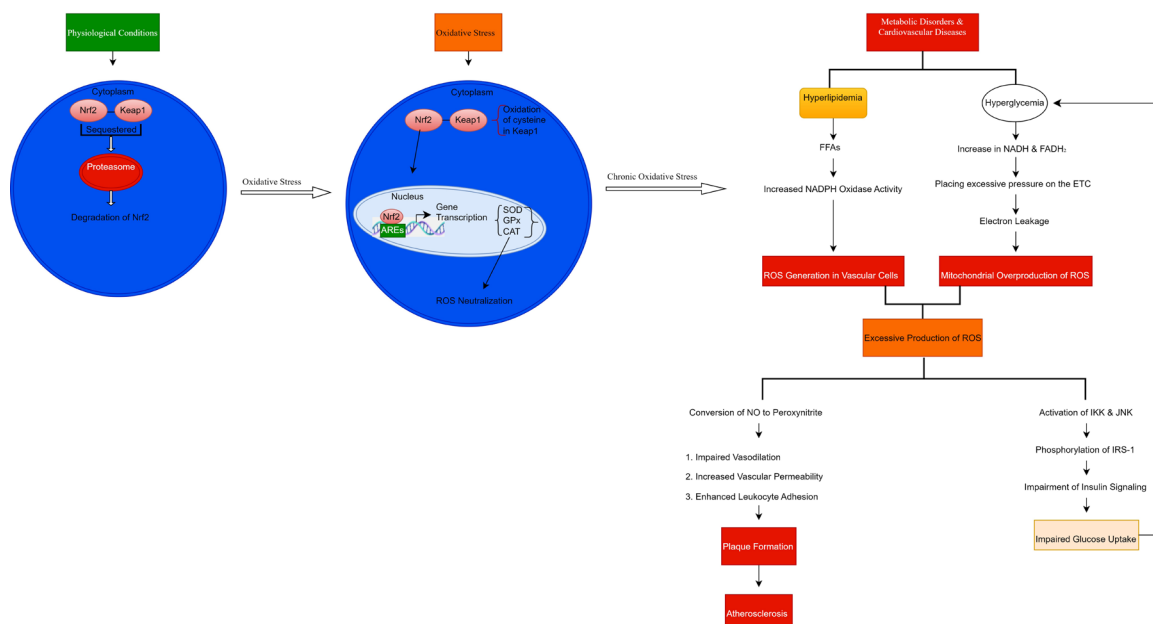 Physiological Conditions
Cytoplasm
Nrf2
Keap1
Sequestered
Proteasome
Degradation of Nrf2
Oxidative Stress
Oxidative Stress
Cytoplasm
Nrf2
Keap1
Oxidation
of cysteine
in Keap1
Nucleus
Nrf2
AREs
Gene
Transcription
SOD
GPx
CAT
ROS Neutralization
Chronic Oxidative Stress
Metabolic Disorders &
Cardiovascular Diseases
Hyperlipidemia
FFAs
Increased NADPH Oxidase Activity
ROS Generation in Vascular Cells
Hyperglycemia
Increase in NADH & FADH₂
Placing excessive pressure on the ETC
Electron Leakage
Mitochondrial Overproduction of ROS
Excessive Production of ROS
Conversion of NO to Peroxynitrite
1. Impaired Vasodilation
2. Increased Vascular Permeability
3. Enhanced Leukocyte Adhesion
Plaque Formation
Atherosclerosis
Activation of IKK & JNK
Phosphorylation of IRS-1
Impairment of Insulin Signaling
Impaired Glucose Uptake